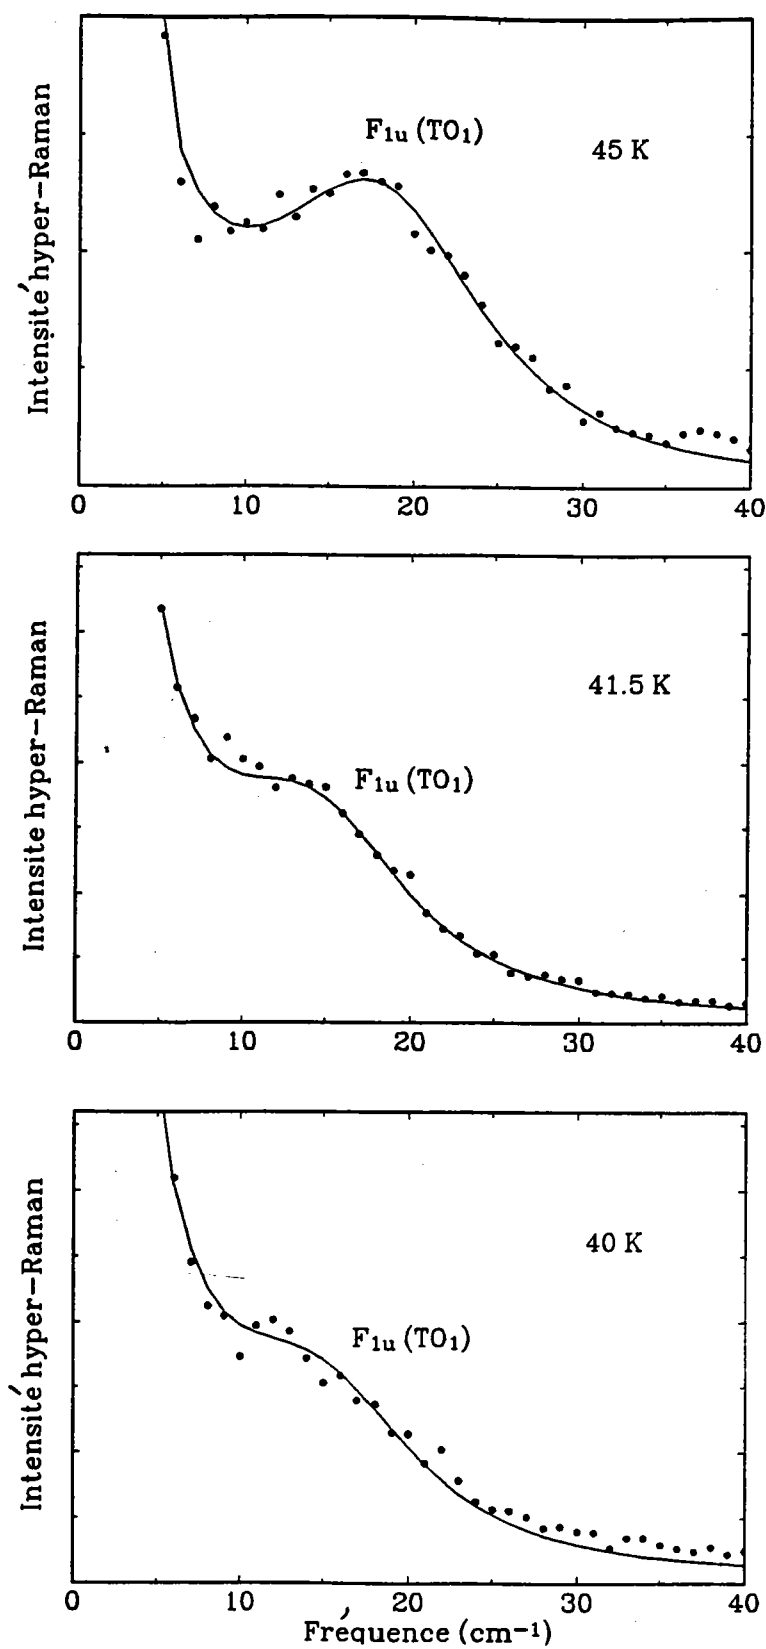 Intensité hyper-Raman
F1u (TO1)
45 K
0 10 20 30 40
Intensite hyper-Raman
41.5 K
F1u (TO1)
0 10 20 30 40
Intensité hyper-Raman
40 K
F1u (TO1)
0 10 20 30 40
Fréquence (cm-1)